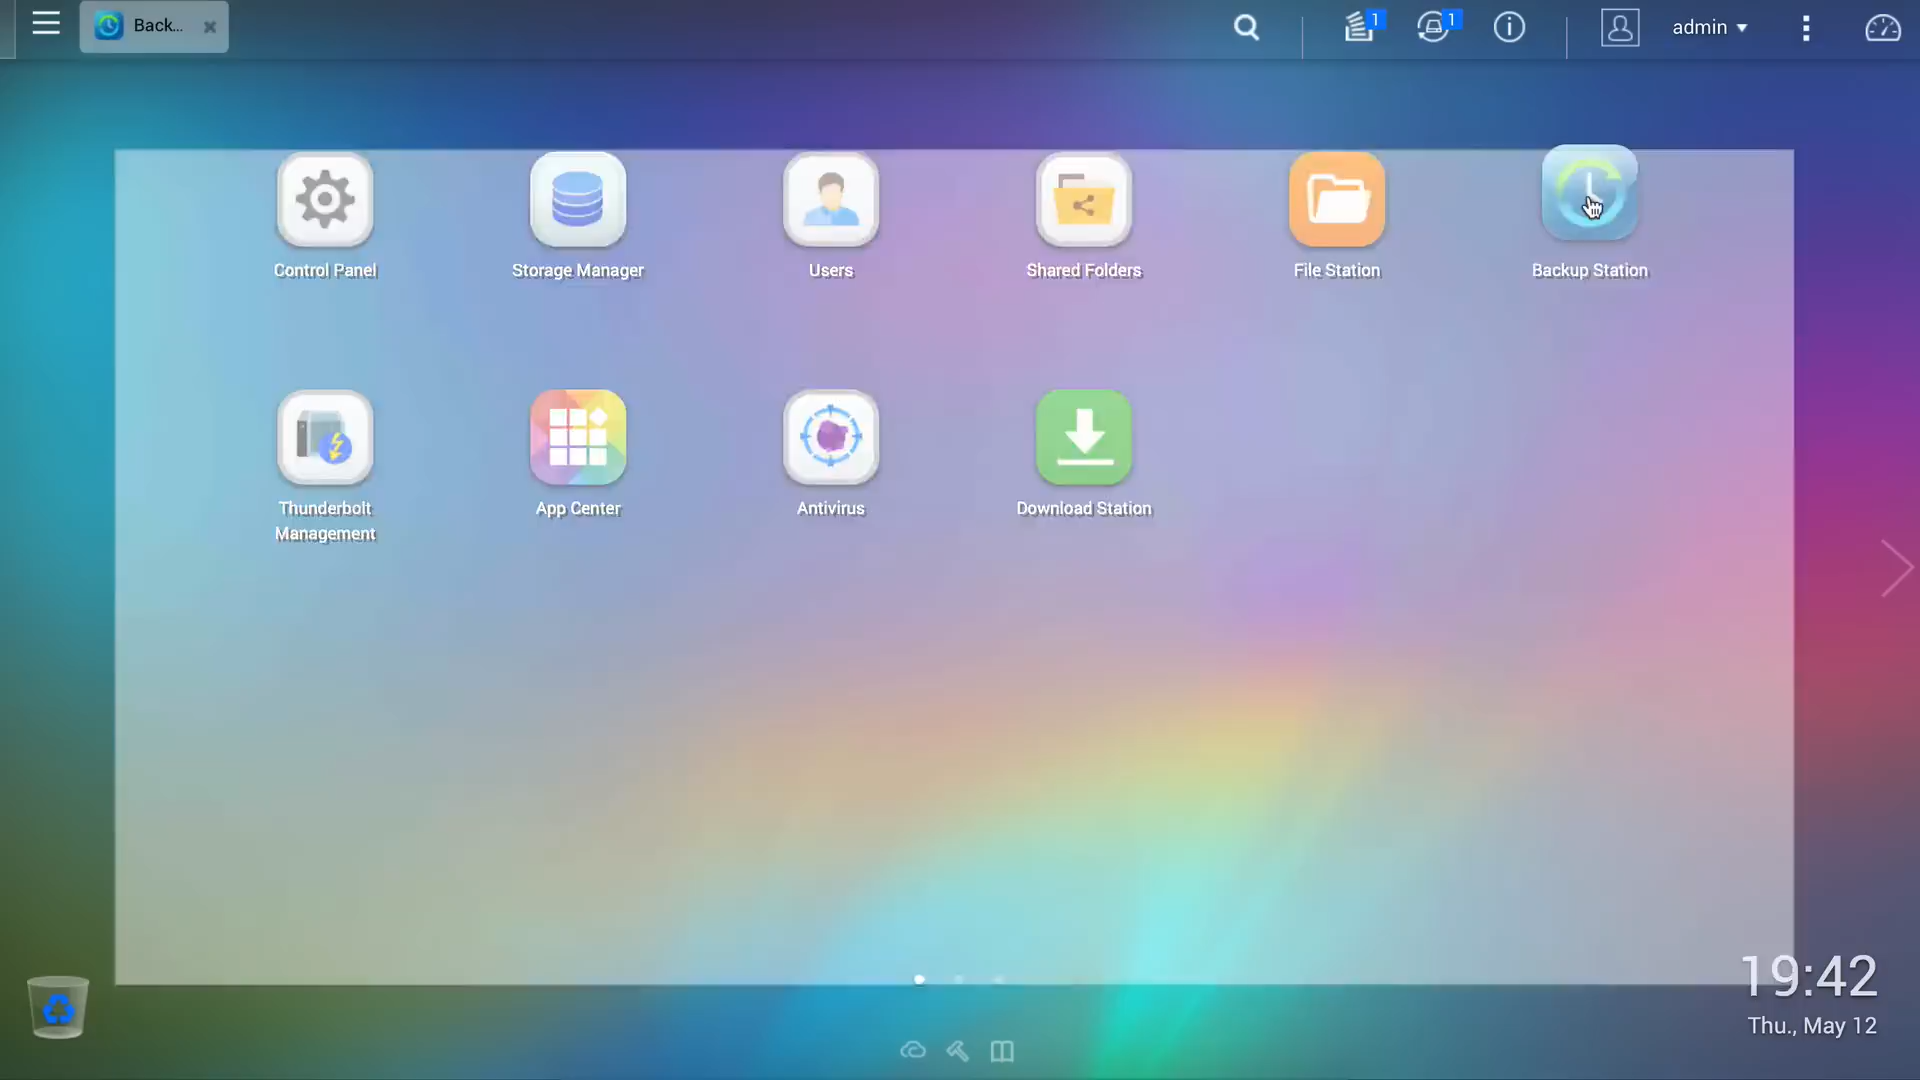 Back...
1
1
admin
Control Panel
Storage Manager
Users
Shared Folders
File Station
Backup Station
Thunderbolt
Management
App Center
Antivirus
Download Station
19:42
Thu., May 12